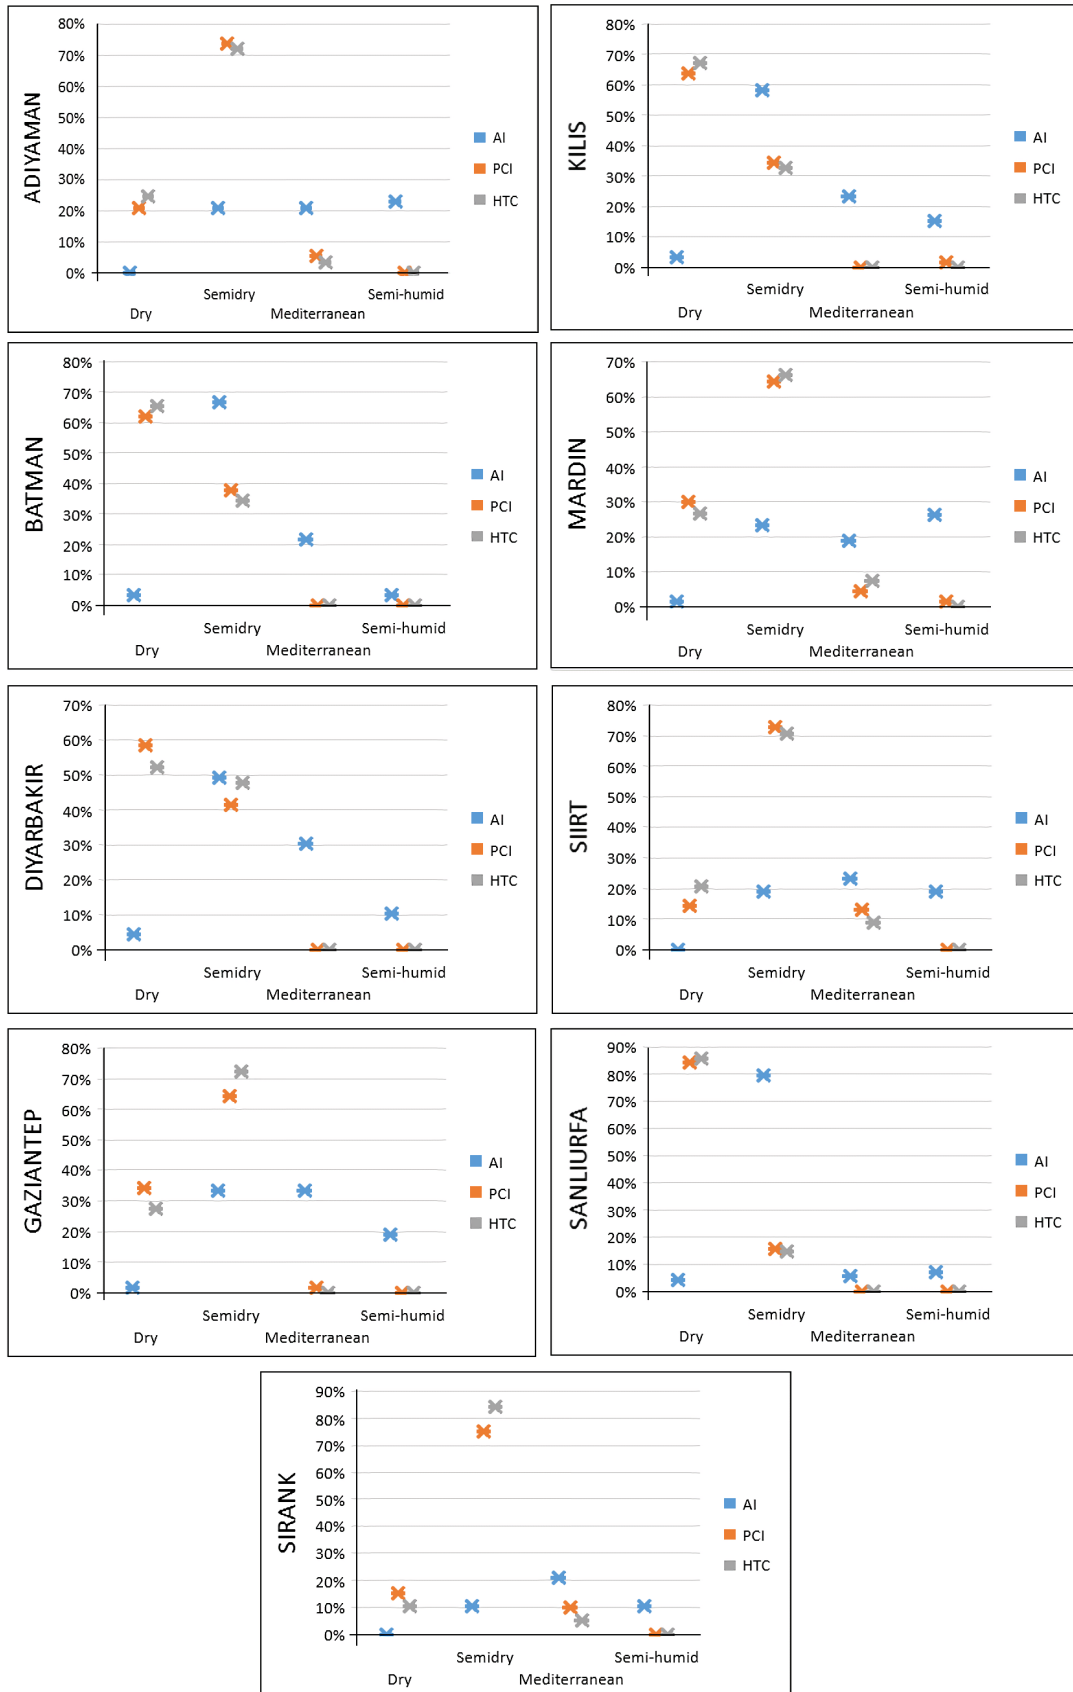 ADIYAMAN
80%
70%
60%
50%
40%
30%
20%
10%
0%
AI
PCI
HTC
Semidry
Semi-humid
Dry
Mediterranean
KILIS
80%
70%
60%
50%
40%
30%
20%
10%
0%
AI
PCI
HTC
Semidry
Semi-humid
Dry
Mediterranean
BATMAN
80%
70%
60%
50%
40%
30%
20%
10%
0%
AI
PCI
HTC
Semidry
Semi-humid
Dry
Mediterranean
MARDIN
70%
60%
50%
40%
30%
20%
10%
0%
AI
PCI
HTC
Semidry
Semi-humid
Dry
Mediterranean
DIYARBAKIR
70%
60%
50%
40%
30%
20%
10%
0%
AI
PCI
HTC
Semidry
Semi-humid
Dry
Mediterranean
SIIRT
80%
70%
60%
50%
40%
30%
20%
10%
0%
AI
PCI
HTC
Semidry
Semi-humid
Dry
Mediterranean
GAZIANTEP
80%
70%
60%
50%
40%
30%
20%
10%
0%
AI
PCI
HTC
Semidry
Semi-humid
Dry
Mediterranean
SANLIURFA
90%
80%
70%
60%
50%
40%
30%
20%
10%
0%
AI
PCI
HTC
Semidry
Semi-humid
Dry
Mediterranean
SIRANK
90%
80%
70%
60%
50%
40%
30%
20%
10%
0%
AI
PCI
HTC
Semidry
Semi-humid
Dry
Mediterranean